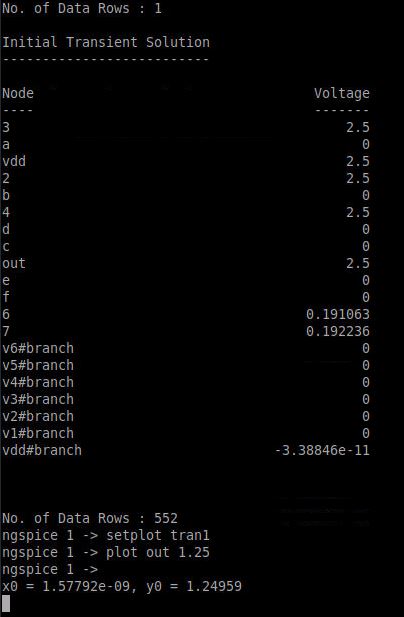 No. of Data Rows : 1
Initial Transient Solution
--------------------------
Node Voltage
---- -------
3 2.5
a 0
vdd 2.5
2 2.5
b 0
4 2.5
d 0
c 0
out 2.5
e 0
f 0
6 0.191063
7 0.192236
v6#branch 0
v5#branch 0
v4#branch 0
v3#branch 0
v2#branch 0
v1#branch 0
vdd#branch -3.38846e-11
No. of Data Rows : 552
ngspice 1 -> setplot tran1
ngspice 1 -> plot out 1.25
ngspice 1 ->
x0 = 1.57792e-09, y0 = 1.24959